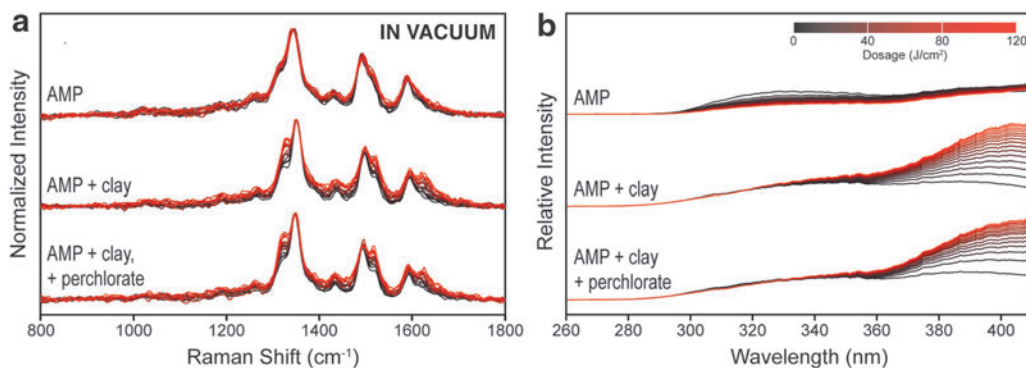 a
IN VACUUM
AMP
AMP + clay
AMP + clay,
+ perchlorate
Normalized Intensity
800 1000 1200 1400 1600 1800
Raman Shift (cm⁻¹)
b
0 40 80 120
Dosage (J/cm²)
AMP
AMP + clay
AMP + clay
+ perchlorate
Relative Intensity
260 280 300 320 340 360 380 400
Wavelength (nm)